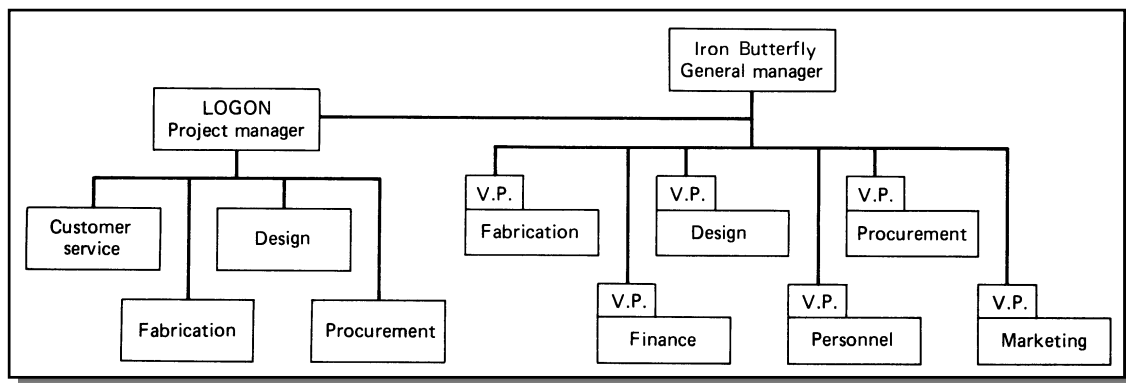 Iron Butterfly
General manager
LOGON
Project manager
Customer
service
Design
Fabrication
Procurement
V.P.
Fabrication
V.P.
Design
V.P.
Procurement
V.P.
Finance
V.P.
Personnel
V.P.
Marketing